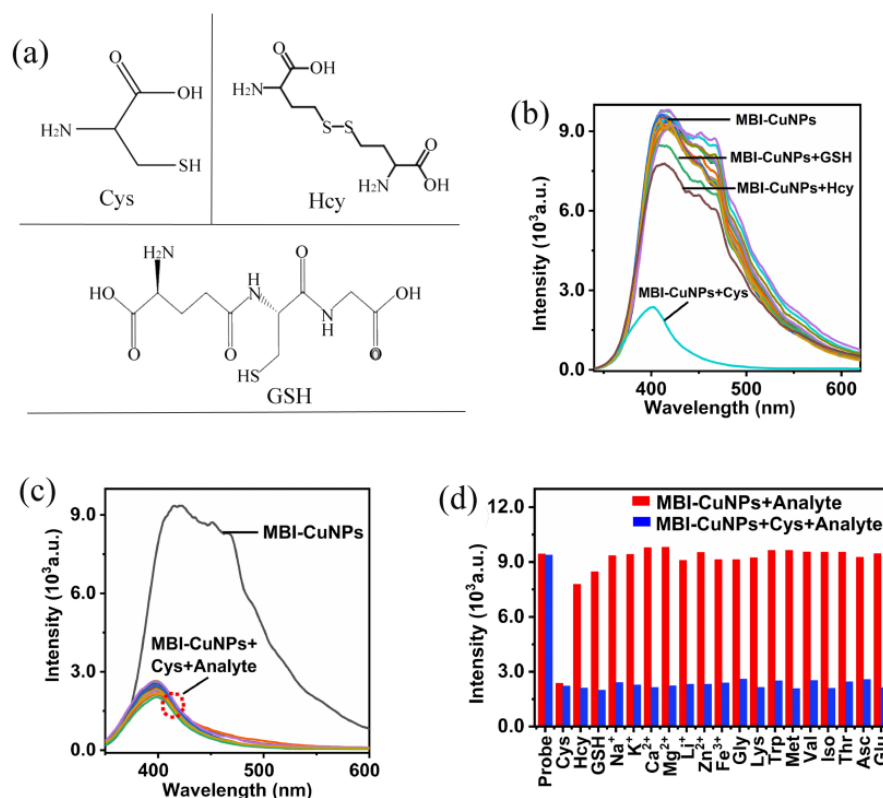 (a)
O
OH
H₂N
SH
Cys
O
OH
H₂N
S-S
O
H₂N
OH
Hcy
H₂N
HO
O
H
N
O
O
N
H
O
OH
O
HS
GSH
(b)
Intensity (10³a.u.)
9.0
6.0
3.0
0.0
MBI-CuNPs
MBI-CuNPs+GSH
MBI-CuNPs+Hcy
MBI-CuNPs+Cys
400
500
600
Wavelength (nm)
(c)
Intensity (10³a.u.)
9.0
6.0
3.0
0.0
MBI-CuNPs
MBI-CuNPs+
Cys+Analyte
400
500
600
Wavelength (nm)
(d)
Intensity (10³a.u.)
12.0
9.0
6.0
3.0
0.0
MBI-CuNPs+Analyte
MBI-CuNPs+Cys+Analyte
Probe
Cys
Hcy
GSH
Na⁺
K⁺
Ca²⁺
Mg²⁺
Li⁺
Zn²⁺
Fe³⁺
Gly
Lys
Trp
Met
Val
Iso
Thr
Asc
Glu